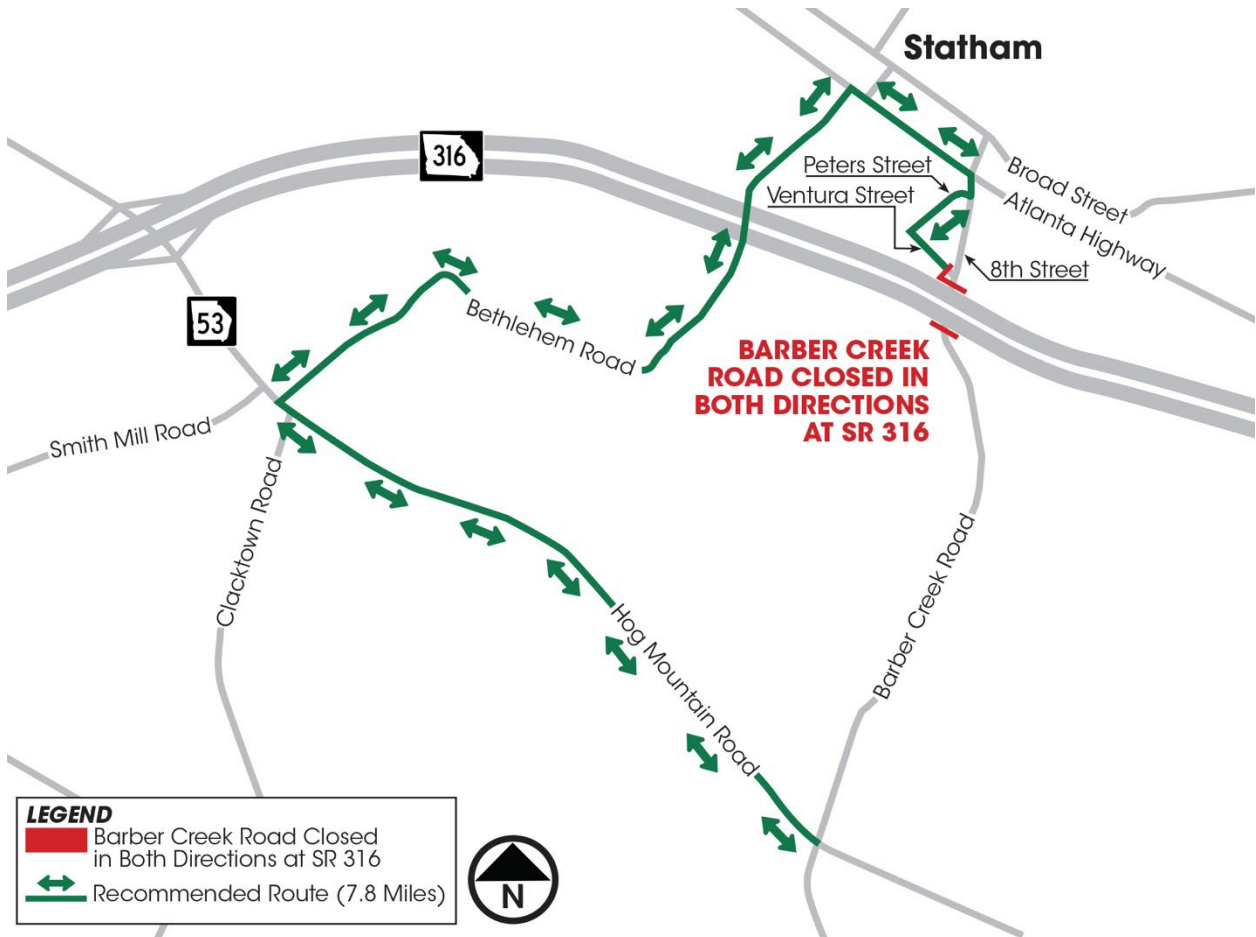 Statham
316
Peters Street
Ventura Street
Broad Street
Atlanta Highway
8th Street
53
Bethlehem Road
BARBER CREEK
ROAD CLOSED IN
BOTH DIRECTIONS
AT SR 316
Smith Mill Road
Clacktown Road
Hog Mountain Road
Barber Creek Road
LEGEND
Barber Creek Road Closed
in Both Directions at SR 316
Recommended Route (7.8 Miles)
N